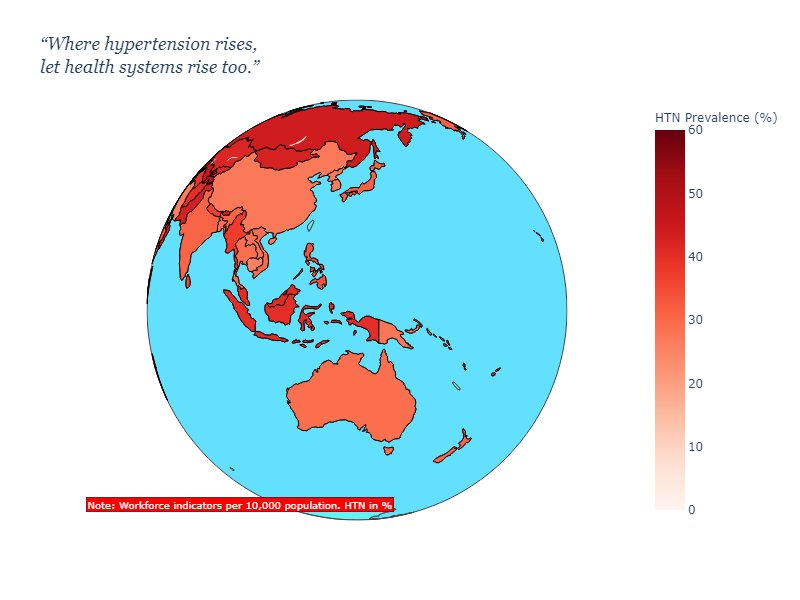 “Where hypertension rises,
let health systems rise too.”
HTN Prevalence (%)
60
50
40
30
20
10
0
Note: Workforce indicators per 10,000 population. HTN in %